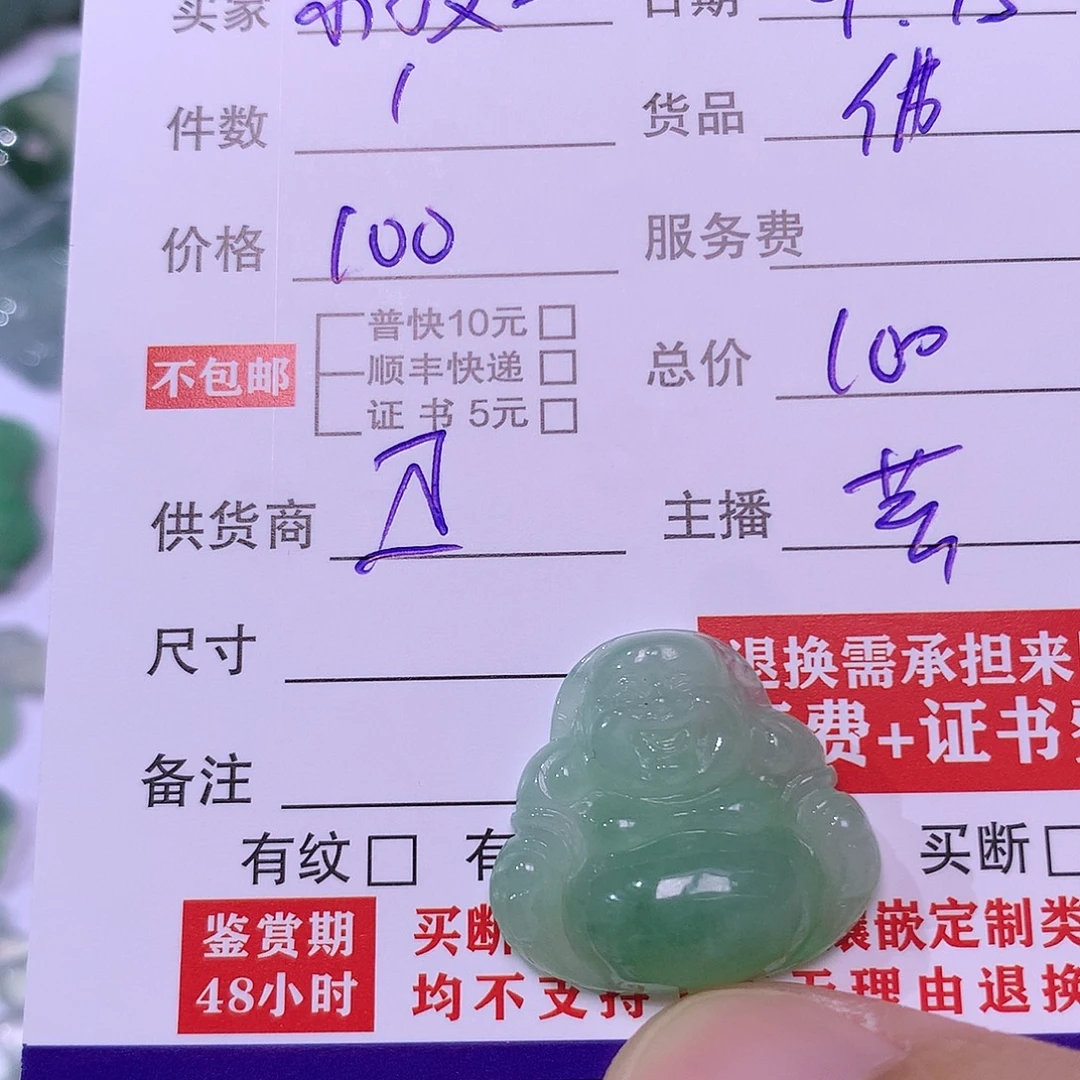 买家 日期
件数 1 货品 佛
价格 100 服务费
普快10元
不包邮 顺丰快递 总价 100
证书 5元
供货商 主播 芸
尺寸
退换需承担来
费+证书
备注
有纹 有 买断
鉴赏期 买断 镶嵌定制类
48小时 均不支持 无理由退换